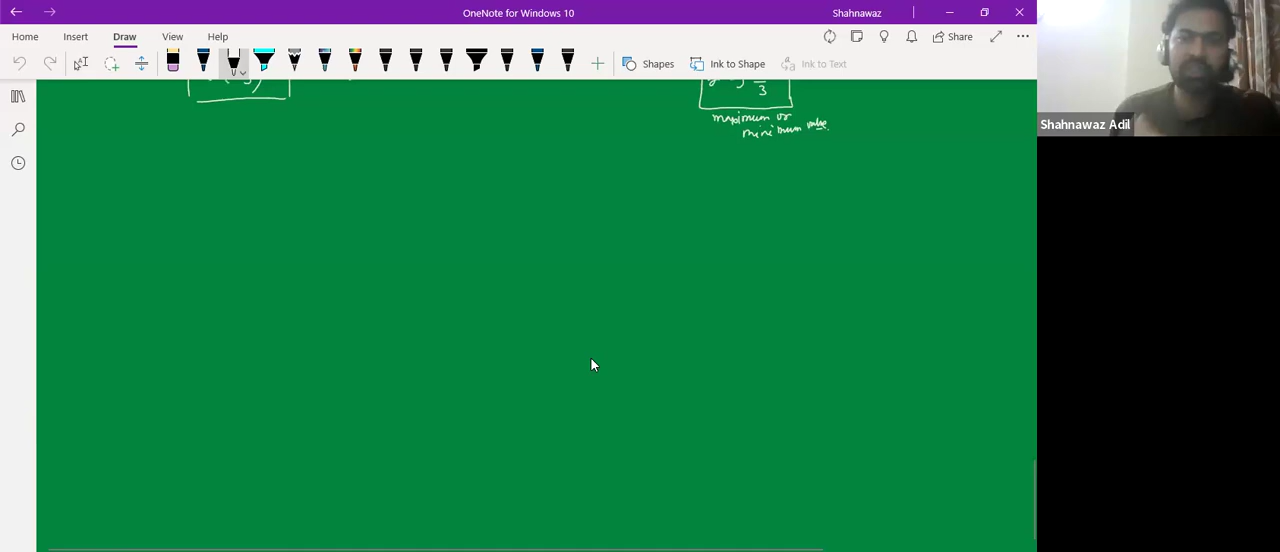 OneNote for Windows 10
Shahnawaz
Home Insert Draw View Help
Share
Shapes Ink to Shape Ink to Text
3
maximum or
minimum value.
Shahnawaz Adil